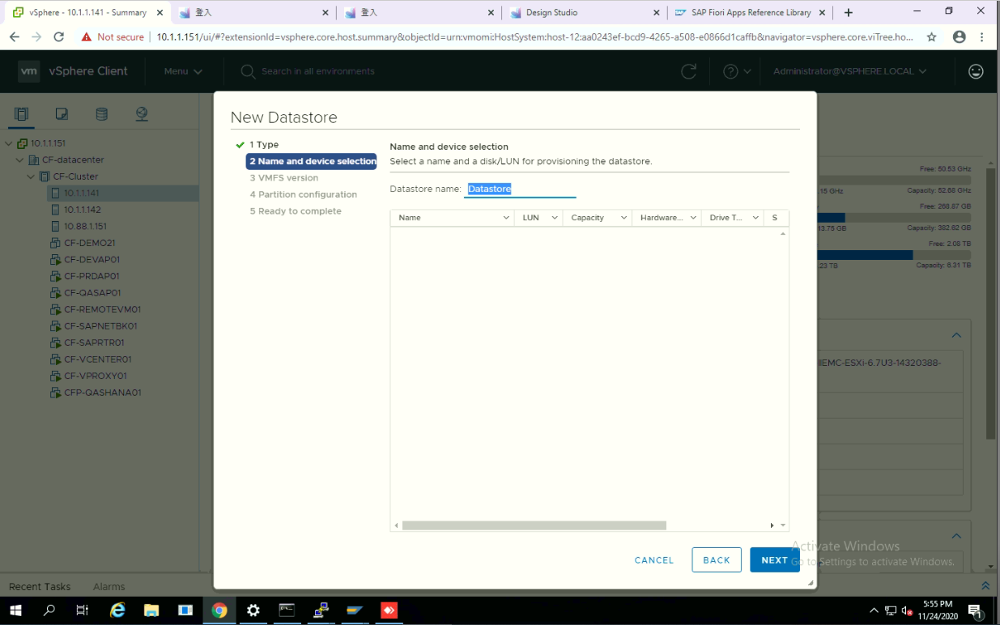 vSphere - 10.1.1.141 - Summary
登入
登入
Design Studio
SAP Fiori Apps Reference Library
Not secure
10.1.1.151/ui/#?extensionId=vsphere.core.host.summary&objectId=urn:vmomi:HostSystem:host-12:aa0243ef-bcd9-4265-a508-e0866d1caffb&navigator=vsphere.core.viTree.ho...
vm vSphere Client
Menu
Search in all environments
Administrator@VSPHERE.LOCAL
10.1.1.151
CF-datacenter
CF-Cluster
10.1.1.141
10.1.1.142
10.88.1.151
CF-DEMO21
CF-DEVAP01
CF-PRDAP01
CF-QASAP01
CF-REMOTEVM01
CF-SAPNETBK01
CF-SAPRTR01
CF-VCENTER01
CF-VPROXY01
CFP-QASHANA01
New Datastore
1 Type
2 Name and device selection
3 VMFS version
4 Partition configuration
5 Ready to complete
Name and device selection
Select a name and a disk/LUN for provisioning the datastore.
Datastore name: Datastore
Name LUN Capacity Hardware... Drive T... S
CANCEL BACK NEXT
Free: 50.53 GHz
.15 GHz Capacity: 52.68 GHz
Free: 268.87 GB
13.75 GB Capacity: 382.62 GB
Free: 2.08 TB
.23 TB Capacity: 6.31 TB
llEMC-ESXi-6.7U3-14320388-
Activate Windows
Go to Settings to activate Windows.
Recent Tasks Alarms
5:55 PM
11/24/2020
1